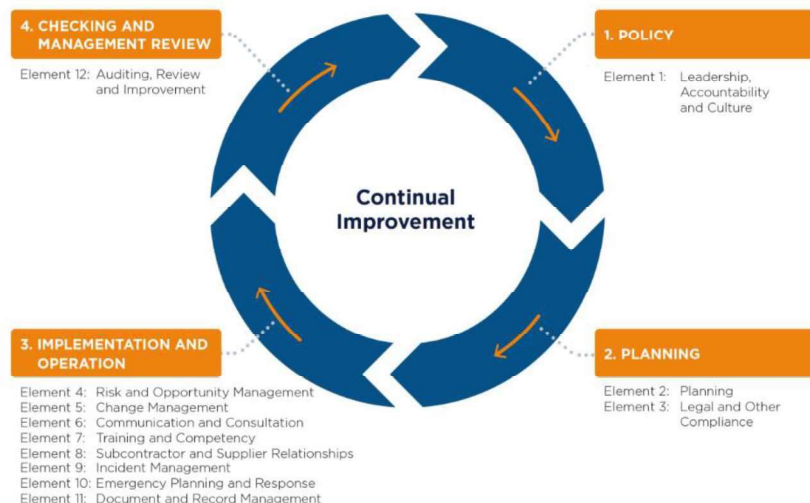 4. CHECKING AND
MANAGEMENT REVIEW
Element 12: Auditing, Review
and Improvement
1. POLICY
Element 1: Leadership,
Accountability
and Culture
Continual
Improvement
3. IMPLEMENTATION AND
OPERATION
Element 4: Risk and Opportunity Management
Element 5: Change Management
Element 6: Communication and Consultation
Element 7: Training and Competency
Element 8: Subcontractor and Supplier Relationships
Element 9: Incident Management
Element 10: Emergency Planning and Response
Element 11: Document and Record Management
2. PLANNING
Element 2: Planning
Element 3: Legal and Other
Compliance